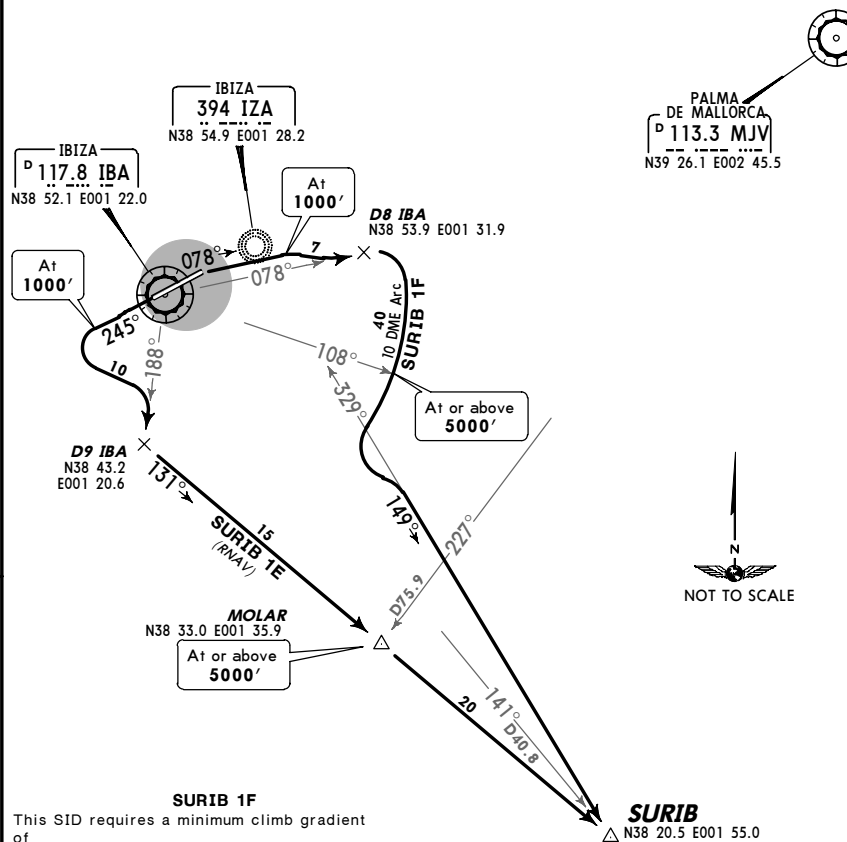 IBIZA
394 IZA
N38 54.9 E001 28.2
PALMA
DE MALLORCA
D 113.3 MJV
N39 26.1 E002 45.5
IBIZA
D 117.8 IBA
N38 52.1 E001 22.0
At
1000'
D8 IBA
N38 53.9 E001 31.9
At
1000'
078°
078°
7
245°
188°
10
40
10 DME Arc
SURIB 1F
108°
329°
At or above
5000'
D9 IBA
N38 43.2
E001 20.6
131°
15
SURIB 1E
(RNAV)
149°
227°
D75.9
N
NOT TO SCALE
MOLAR
N38 33.0 E001 35.9
At or above
5000'
20
141°
D40.8
SURIB
N38 20.5 E001 55.0
SURIB 1F
This SID requires a minimum climb gradient
of